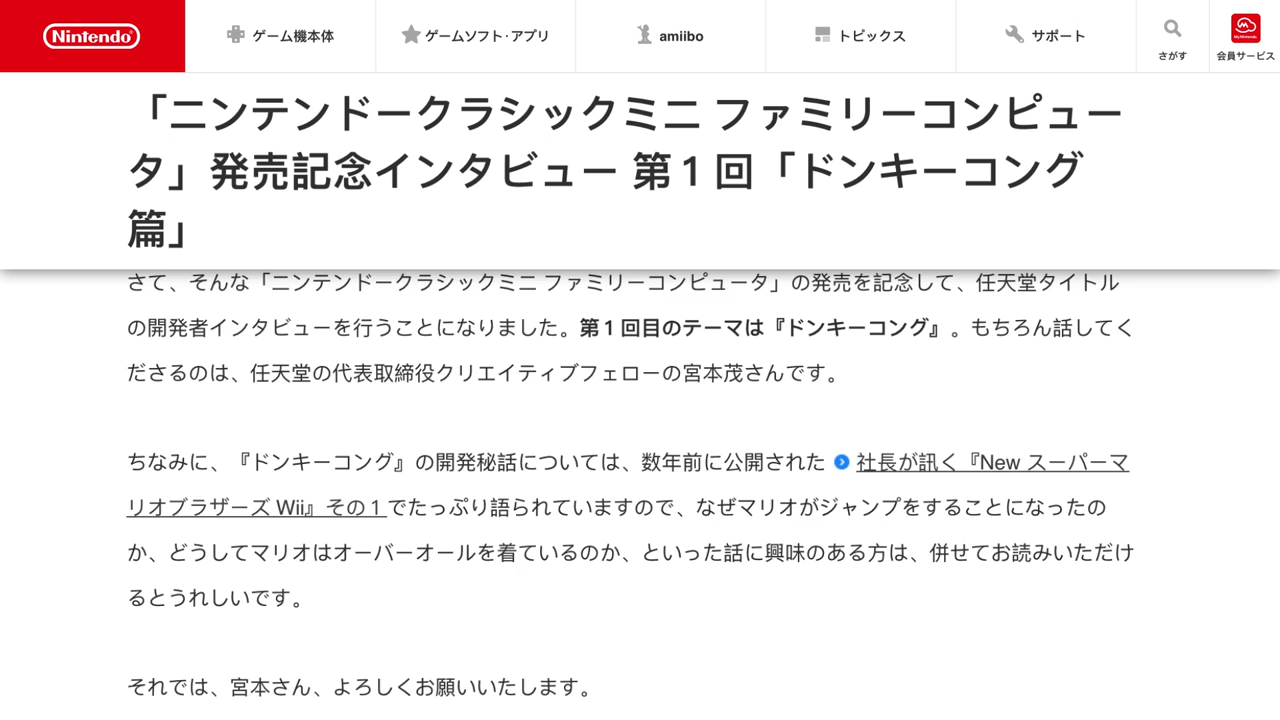 Nintendo
ゲーム機本体
ゲームソフト・アプリ
amiibo
トピックス
サポート
さがす
My Nintendo
会員サービス
「ニンテンドークラシックミニ ファミリーコンピュー
タ」発売記念インタビュー 第１回「ドンキーコング
篇」
さて、そんな「ニンテンドークラシックミニ ファミリーコンピュータ」の発売を記念して、任天堂タイトル
の開発者インタビューを行うことになりました。第１回目のテーマは『ドンキーコング』。もちろん話してく
ださるのは、任天堂の代表取締役クリエイティブフェローの宮本茂さんです。
ちなみに、『ドンキーコング』の開発秘話については、数年前に公開された 社長が訊く『New スーパーマ
リオブラザーズ Wii』その１でたっぷり語られていますので、なぜマリオがジャンプをすることになったの
か、どうしてマリオはオーバーオールを着ているのか、といった話に興味のある方は、併せてお読みいただけ
るとうれしいです。
それでは、宮本さん、よろしくお願いいたします。